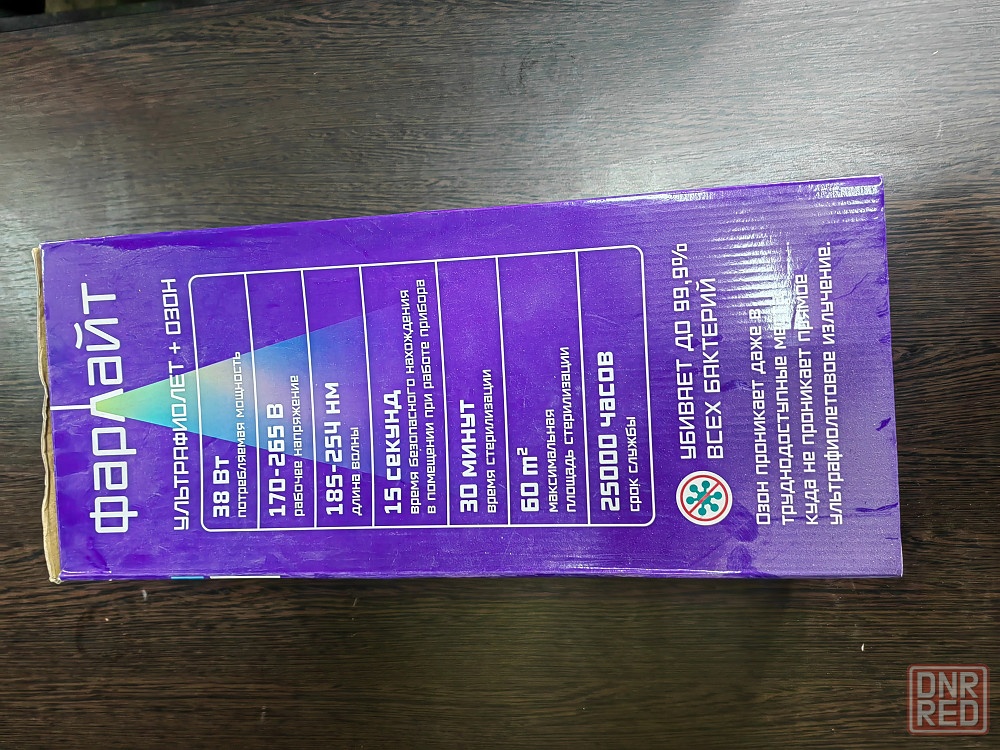 фарлайт
ультрафиолет + озон
38 Вт
потребляемая мощность
170-265 В
рабочее напряжение
185-254 нм
длина волны
15 секунд
время безопасного нахождения
в помещении при работе прибора
30 минут
время стерилизации
60 m²
максимальная
площадь стерилизации
25000 часов
срок службы
убивает до 99,9%
всех бактерий
Озон проникает даже в
труднодоступные места,
куда не проникает прямое
ультрафиолетовое излучение.
DNR
RED